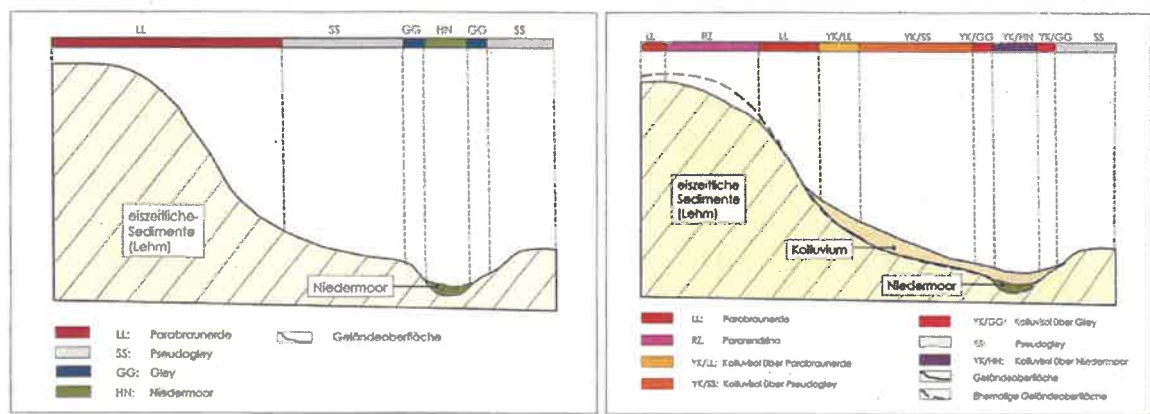 LL SS GG HN GG SS
eiszeitliche-
Sedimente
(Lehm)
Niedermoor
LL: Parabraunerde
SS: Pseudogley
GG: Gley
HN: Niedermoor
Geländeoberfläche
LL RZ LL YK/LL YK/SS YK/GG YK/HN YK/GG SS
eiszeitliche
Sedimente
(Lehm)
Kolluvium
Niedermoor
LL: Parabraunerde
RZ: Pararendzina
YK/LL: Kolluvisol über Parabraunerde
YK/SS: Kolluvisol über Pseudogley
YK/GG: Kolluvisol über Gley
SS: Pseudogley
YK/HN: Kolluvisol über Niedermoor
Geländeoberfläche
Ehemalige Geländeoberfläche